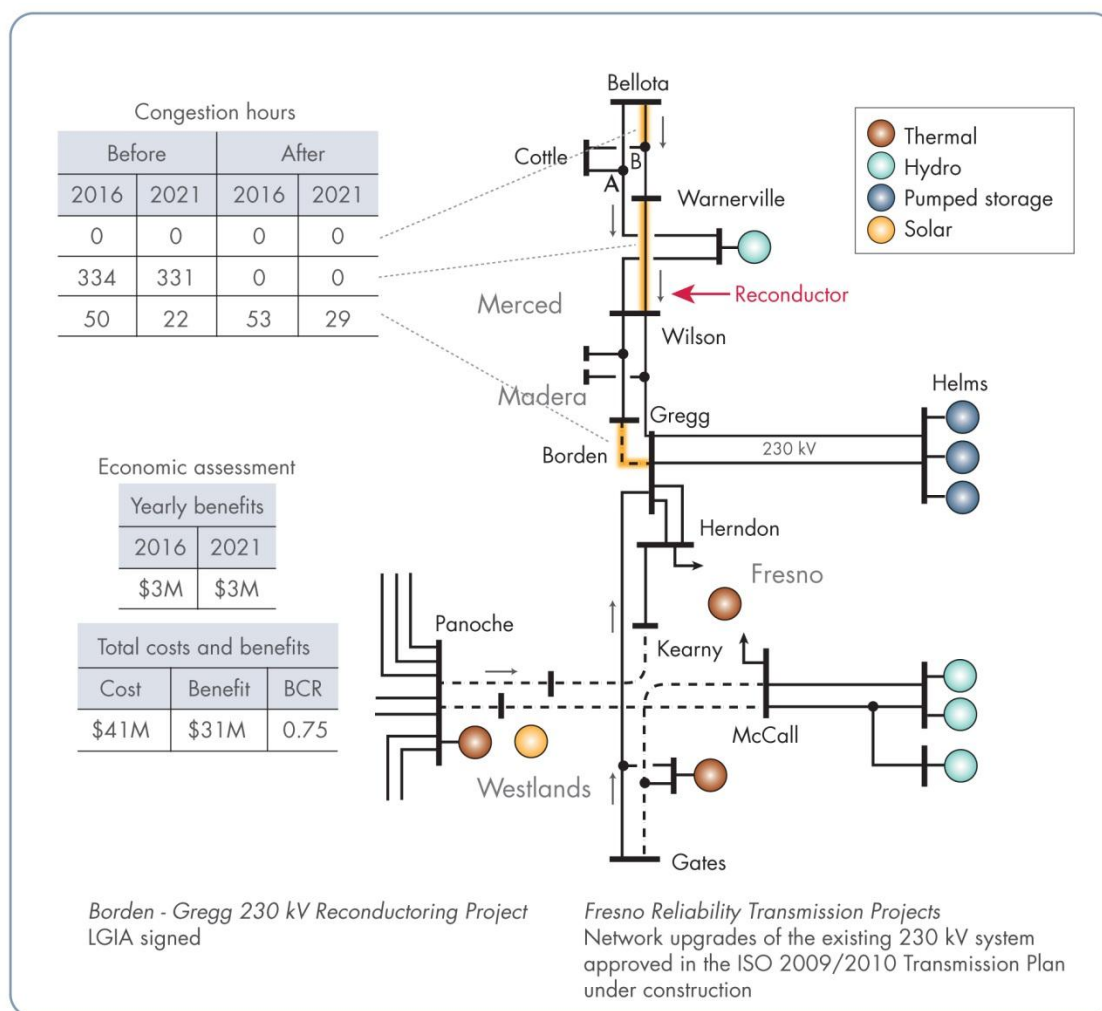 Congestion hours
Before After
2016 2021 2016 2021
0 0 0 0
334 331 0 0
50 22 53 29
Economic assessment
Yearly benefits
2016 2021
$3M $3M
Total costs and benefits
Cost Benefit BCR
$41M $31M 0.75
Bellota
Cottle
B
A
Warnerville
Merced
Reconductor
Wilson
Madera
Gregg
Helms
Borden
230 kV
Herndon
Fresno
Panoche
Kearny
McCall
Westlands
Gates
Thermal
Hydro
Pumped storage
Solar
Borden - Gregg 230 kV Reconductoring Project
LGIA signed
Fresno Reliability Transmission Projects
Network upgrades of the existing 230 kV system
approved in the ISO 2009/2010 Transmission Plan
under construction